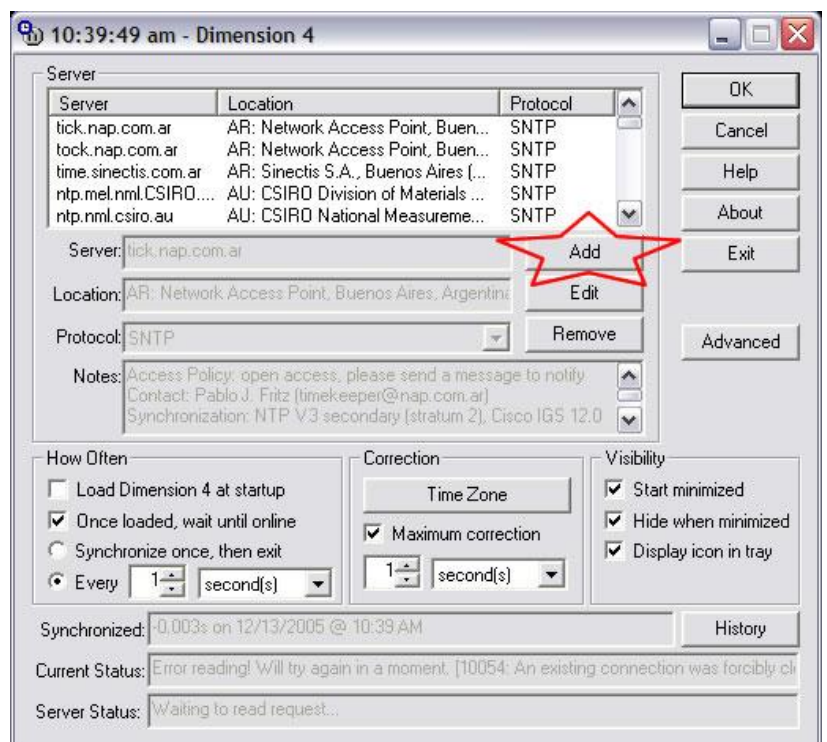 10:39:49 am - Dimension 4
Server
Server Location Protocol
tick.nap.com.ar AR: Network Access Point, Buen... SNTP
tock.nap.com.ar AR: Network Access Point, Buen... SNTP
time.sinectis.com.ar AR: Sinectis S.A., Buenos Aires (... SNTP
ntp.mel.nml.CSIRO.... AU: CSIRO Division of Materials ... SNTP
ntp.nml.csiro.au AU: CSIRO National Measureme... SNTP
OK
Cancel
Help
About
Exit
Advanced
Server: tick.nap.com.ar Add
Location: AR: Network Access Point, Buenos Aires, Argentina Edit
Protocol: SNTP Remove
Notes: Access Policy: open access, please send a message to notify
Contact: Pablo J. Fritz (timekeeper@nap.com.ar)
Synchronization: NTP V3 secondary (stratum 2), Cisco IGS 12.0
How Often
Load Dimension 4 at startup
Once loaded, wait until online
Synchronize once, then exit
Every 1 second(s)
Correction
Time Zone
Maximum correction
1 second(s)
Visibility
Start minimized
Hide when minimized
Display icon in tray
Synchronized: -0.003s on 12/13/2005 @ 10:39 AM History
Current Status: Error reading! Will try again in a moment. [10054: An existing connection was forcibly cl
Server Status: Waiting to read request...